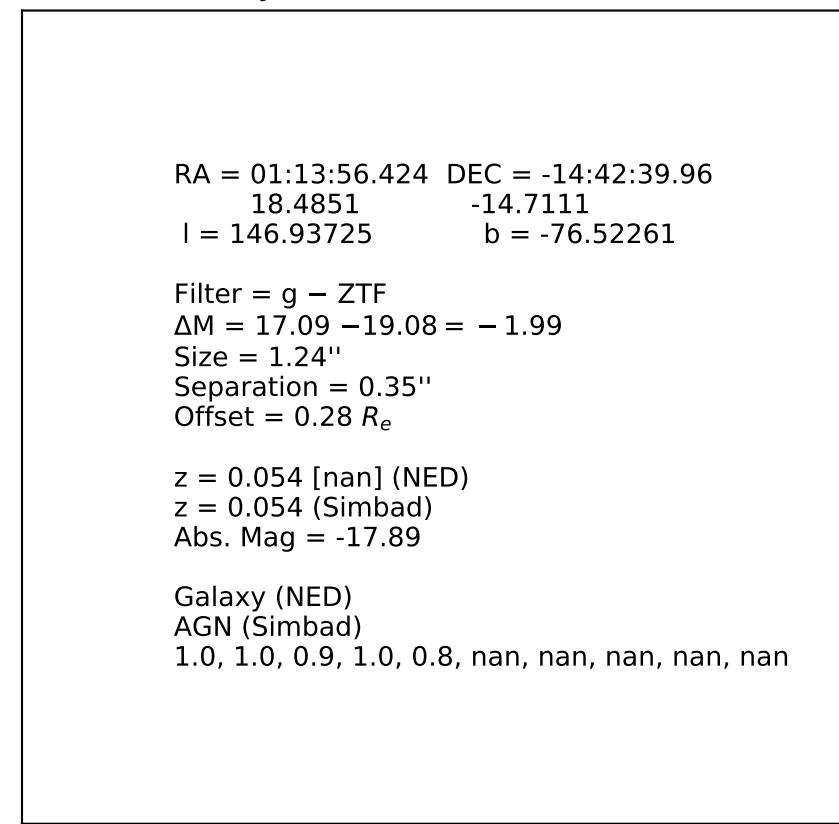 RA = 01:13:56.424 DEC = -14:42:39.96
18.4851 -14.7111
l = 146.93725 b = -76.52261
Filter = g − ZTF
ΔM = 17.09 −19.08 = − 1.99
Size = 1.24''
Separation = 0.35''
Offset = 0.28 Re
z = 0.054 [nan] (NED)
z = 0.054 (Simbad)
Abs. Mag = -17.89
Galaxy (NED)
AGN (Simbad)
1.0, 1.0, 0.9, 1.0, 0.8, nan, nan, nan, nan, nan